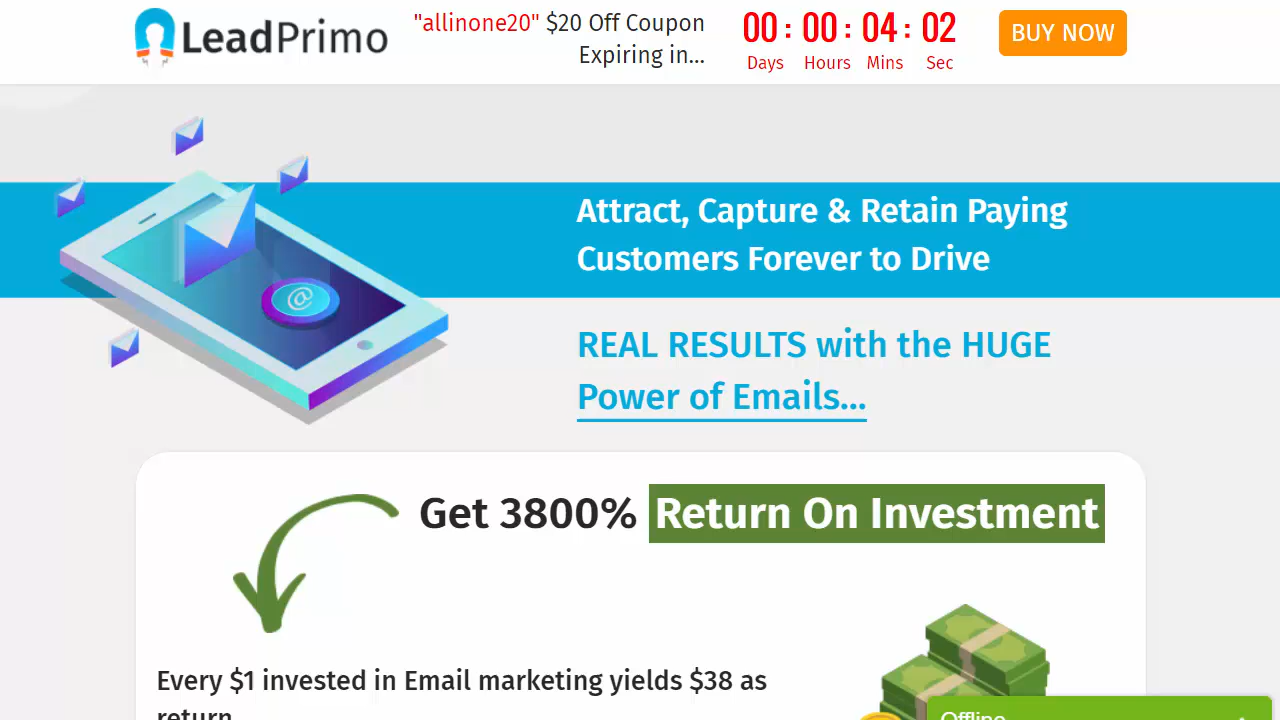 LeadPrimo
"allinone20" $20 Off Coupon
Expiring in...
00 : 00 : 04 : 02
Days Hours Mins Sec
BUY NOW
Attract, Capture & Retain Paying
Customers Forever to Drive
REAL RESULTS with the HUGE
Power of Emails...
@
Get 3800% Return On Investment
Every $1 invested in Email marketing yields $38 as
return
Offline